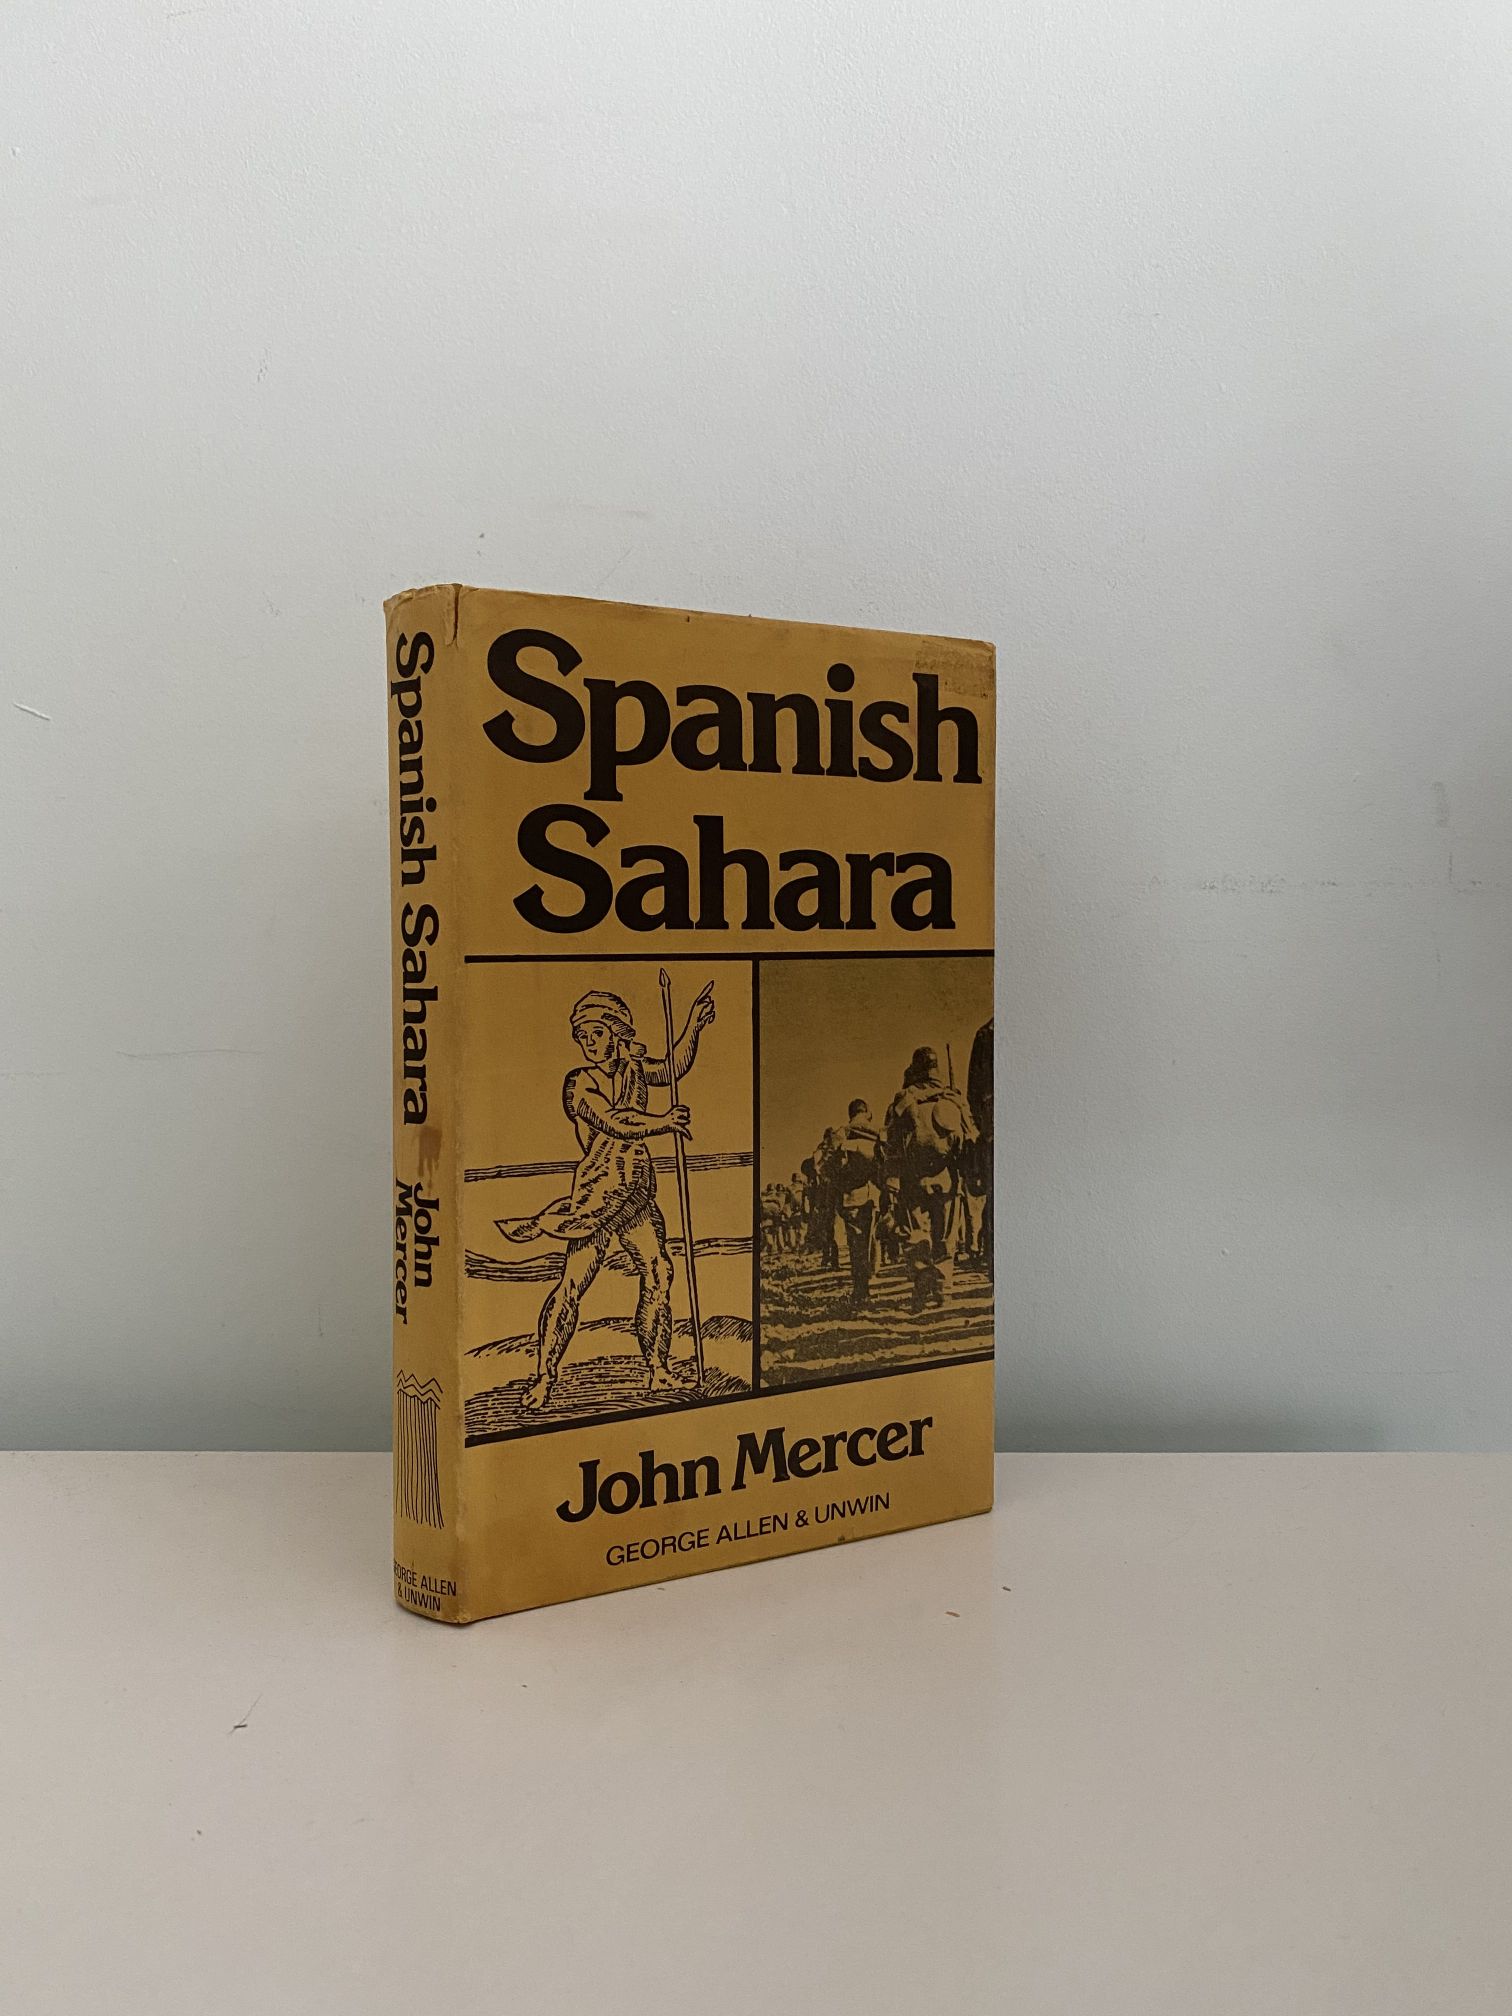 Spanish Sahara
John
Mercer
GEORGE ALLEN
& UNWIN
Spanish
Sahara
John Mercer
GEORGE ALLEN & UNWIN